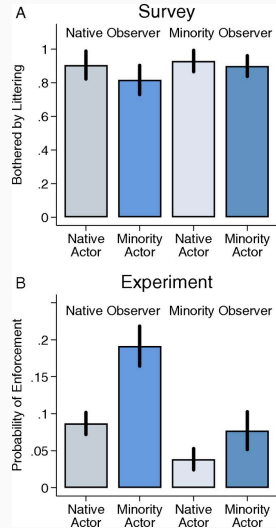 A
Survey
Native Observer Minority Observer
Bothered by Littering
1
.8
.6
.4
.2
0
Native Actor
Minority Actor
Native Actor
Minority Actor
B
Experiment
Native Observer Minority Observer
Probability of Enforcement
.2
.15
.1
.05
0
Native Actor
Minority Actor
Native Actor
Minority Actor